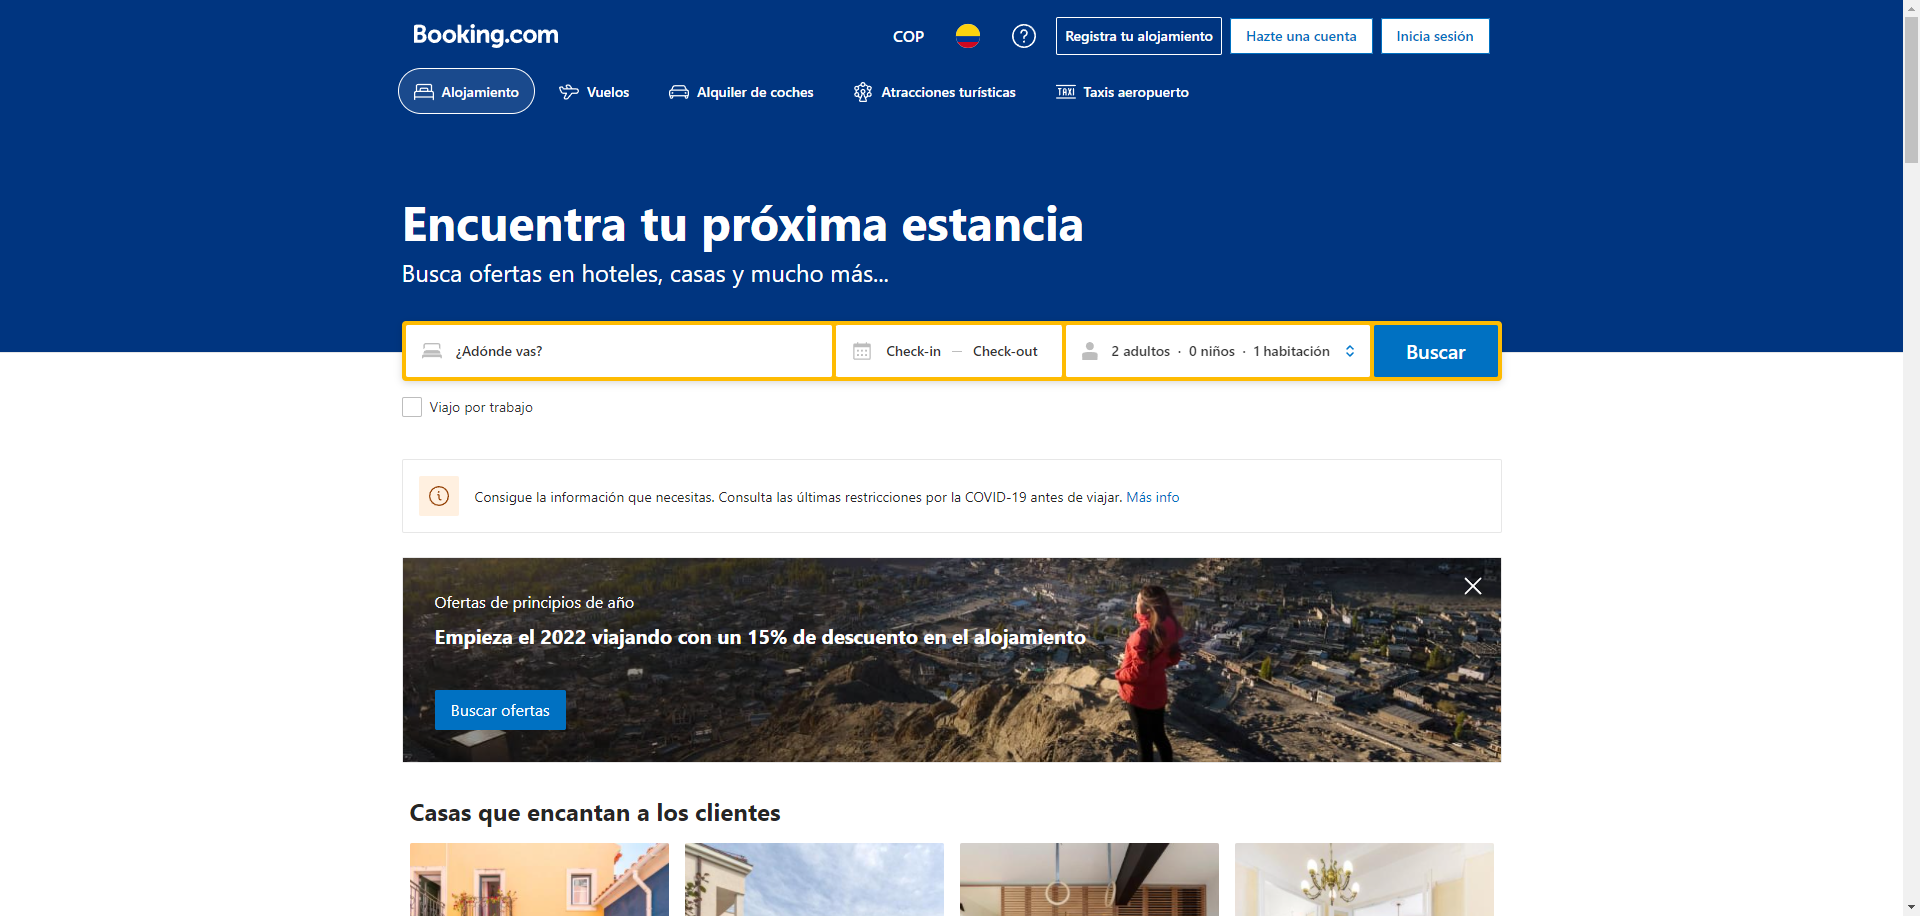 Booking.com
COP
Registra tu alojamiento
Hazte una cuenta
Inicia sesión
Alojamiento
Vuelos
Alquiler de coches
Atracciones turísticas
TAXI
Taxis aeropuerto
Encuentra tu próxima estancia
Busca ofertas en hoteles, casas y mucho más...
¿Adónde vas?
Check-in — Check-out
2 adultos · 0 niños · 1 habitación
Buscar
Viajo por trabajo
Consigue la información que necesitas. Consulta las últimas restricciones por la COVID-19 antes de viajar. Más info
Ofertas de principios de año
Empieza el 2022 viajando con un 15% de descuento en el alojamiento
Buscar ofertas
Casas que encantan a los clientes